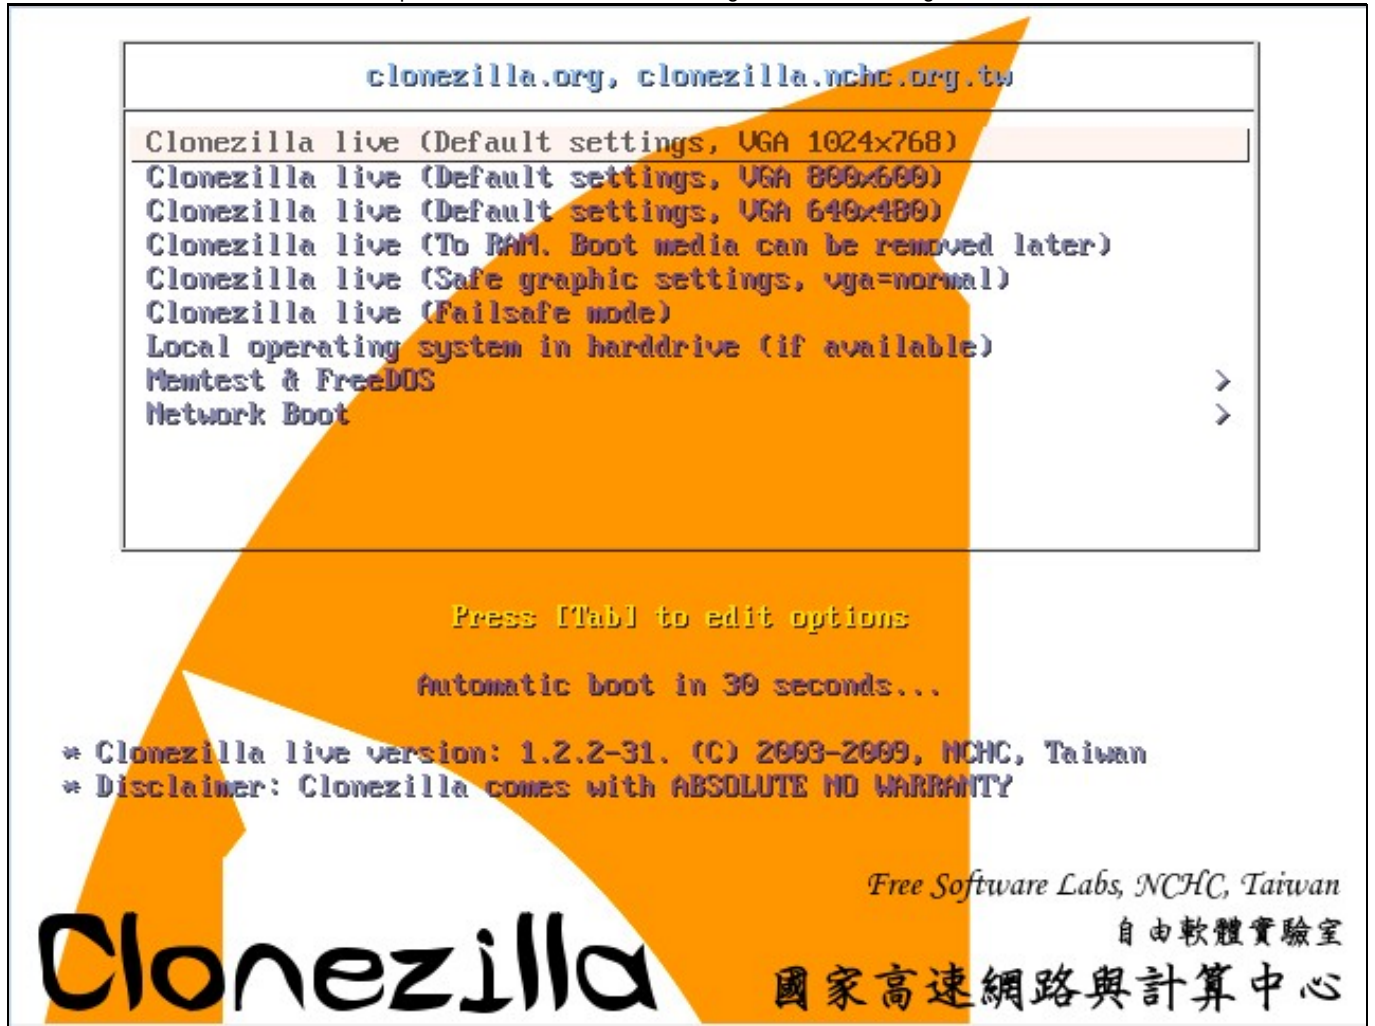 clonezilla.org, clonezilla.nchc.org.tw
Clonezilla live (Default settings, VGA 1024x768)
Clonezilla live (Default settings, VGA 800x600)
Clonezilla live (Default settings, VGA 640x480)
Clonezilla live (To RAM. Boot media can be removed later)
Clonezilla live (Safe graphic settings, vga=normal)
Clonezilla live (Failsafe mode)
Local operating system in harddrive (if available)
Memtest & FreeDOS >
Network Boot >
Press [Tab] to edit options
Automatic boot in 30 seconds...
* Clonezilla live version: 1.2.2-31. (C) 2003-2009, NCHC, Taiwan
* Disclaimer: Clonezilla comes with ABSOLUTE NO WARRANTY
Free Software Labs, NCHC, Taiwan
自由軟體實驗室
Clonezilla
國家高速網路與計算中心